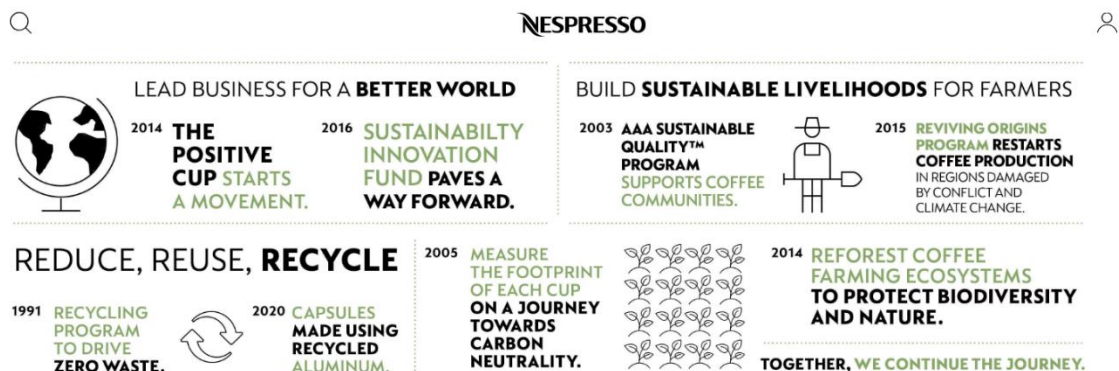 NESPRESSO
LEAD BUSINESS FOR A BETTER WORLD
2014 THE
POSITIVE
CUP STARTS
A MOVEMENT.
2016 SUSTAINABILTY
INNOVATION
FUND PAVES A
WAY FORWARD.
BUILD SUSTAINABLE LIVELIHOODS FOR FARMERS
2003 AAA SUSTAINABLE
QUALITY™
PROGRAM
SUPPORTS COFFEE
COMMUNITIES.
2015 REVIVING ORIGINS
PROGRAM RESTARTS
COFFEE PRODUCTION
IN REGIONS DAMAGED
BY CONFLICT AND
CLIMATE CHANGE.
REDUCE, REUSE, RECYCLE
1991 RECYCLING
PROGRAM
TO DRIVE
ZERO WASTE.
2020 CAPSULES
MADE USING
RECYCLED
ALUMINUM.
2005 MEASURE
THE FOOTPRINT
OF EACH CUP
ON A JOURNEY
TOWARDS
CARBON
NEUTRALITY.
2014 REFOREST COFFEE
FARMING ECOSYSTEMS
TO PROTECT BIODIVERSITY
AND NATURE.
TOGETHER, WE CONTINUE THE JOURNEY.